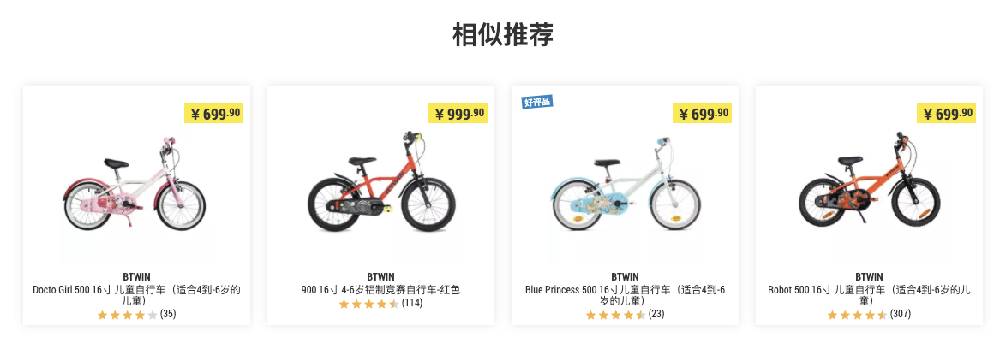 相似推荐
￥699.90
BTWIN
Docto Girl 500 16寸 儿童自行车（适合4到-6岁的
儿童）
(35)
￥999.90
BTWIN
900 16寸 4-6岁铝制竞赛自行车-红色
(114)
好评品
￥699.90
BTWIN
Blue Princess 500 16寸儿童自行车（适合4到-6
岁的儿童）
(23)
￥699.90
BTWIN
Robot 500 16寸 儿童自行车（适合4到-6岁的儿
童）
(307)